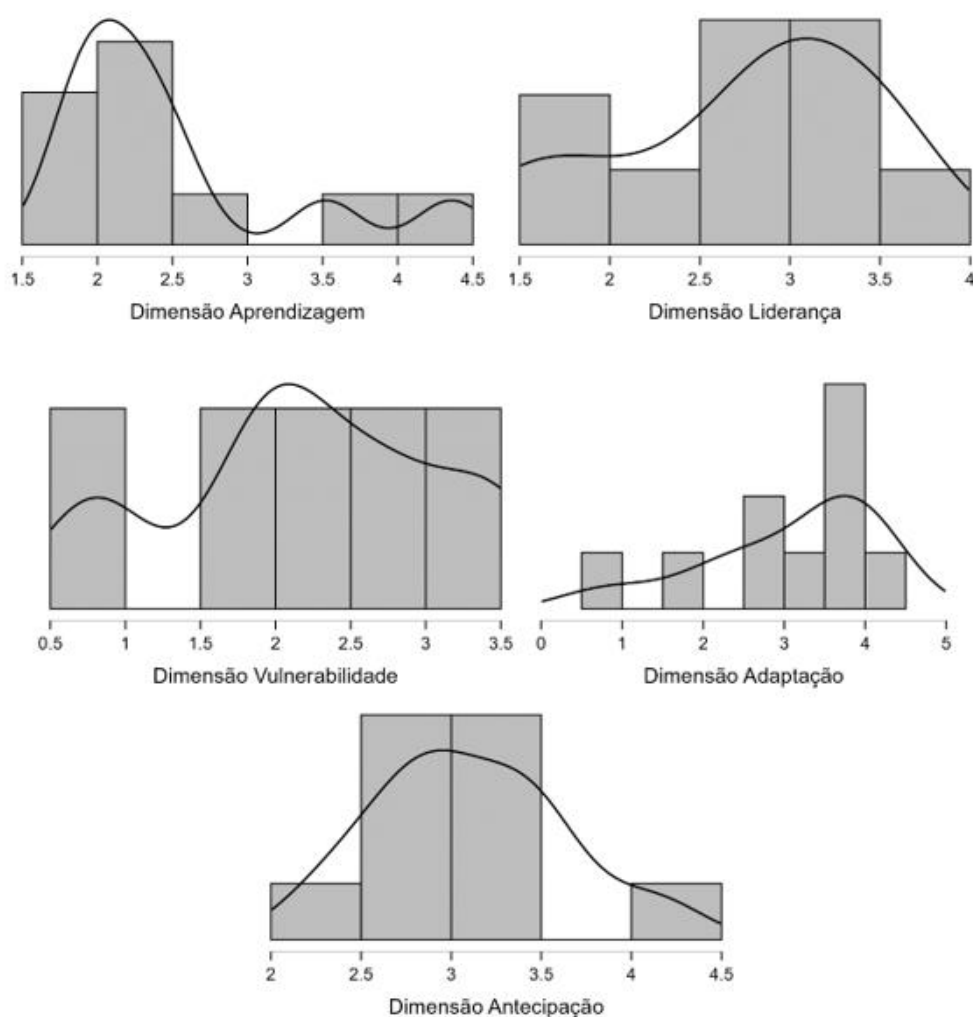 1.5 2 2.5 3 3.5 4 4.5
Dimensão Aprendizagem
1.5 2 2.5 3 3.5 4
Dimensão Liderança
0.5 1 1.5 2 2.5 3 3.5
Dimensão Vulnerabilidade
0 1 2 3 4 5
Dimensão Adaptação
2 2.5 3 3.5 4 4.5
Dimensão Antecipação